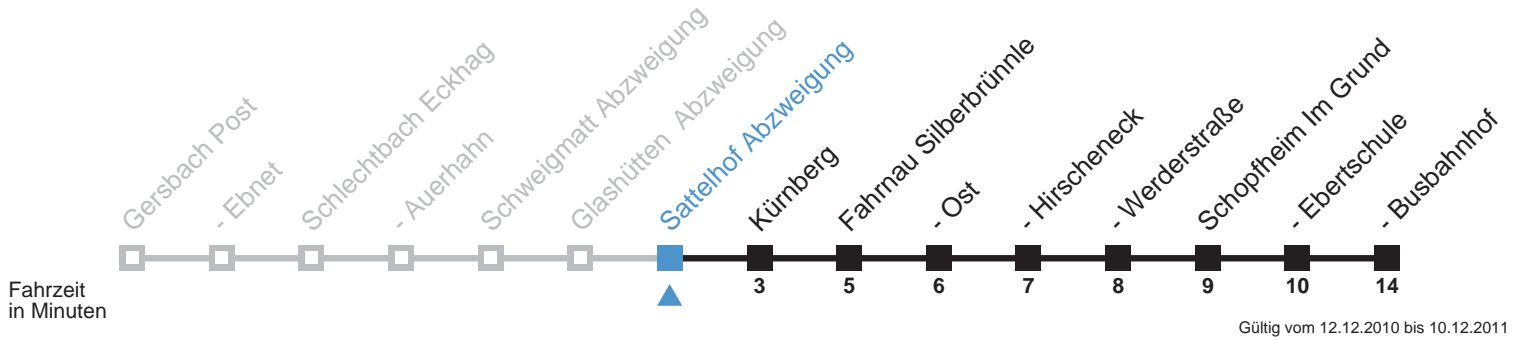 Gersbach Post
- Ebnet
Schlechtbach Eckhag
- Auerhahn
Schweigmatt Abzweigung
Glashütten Abzweigung
Sattelhof Abzweigung
Kürnberg
Fahrnau Silberbrünnle
- Ost
- Hirscheneck
- Werderstraße
Schopfheim Im Grund
- Ebertschule
- Busbahnhof
Fahrzeit
in Minuten
3 5 6 7 8 9 10 14
Gültig vom 12.12.2010 bis 10.12.2011